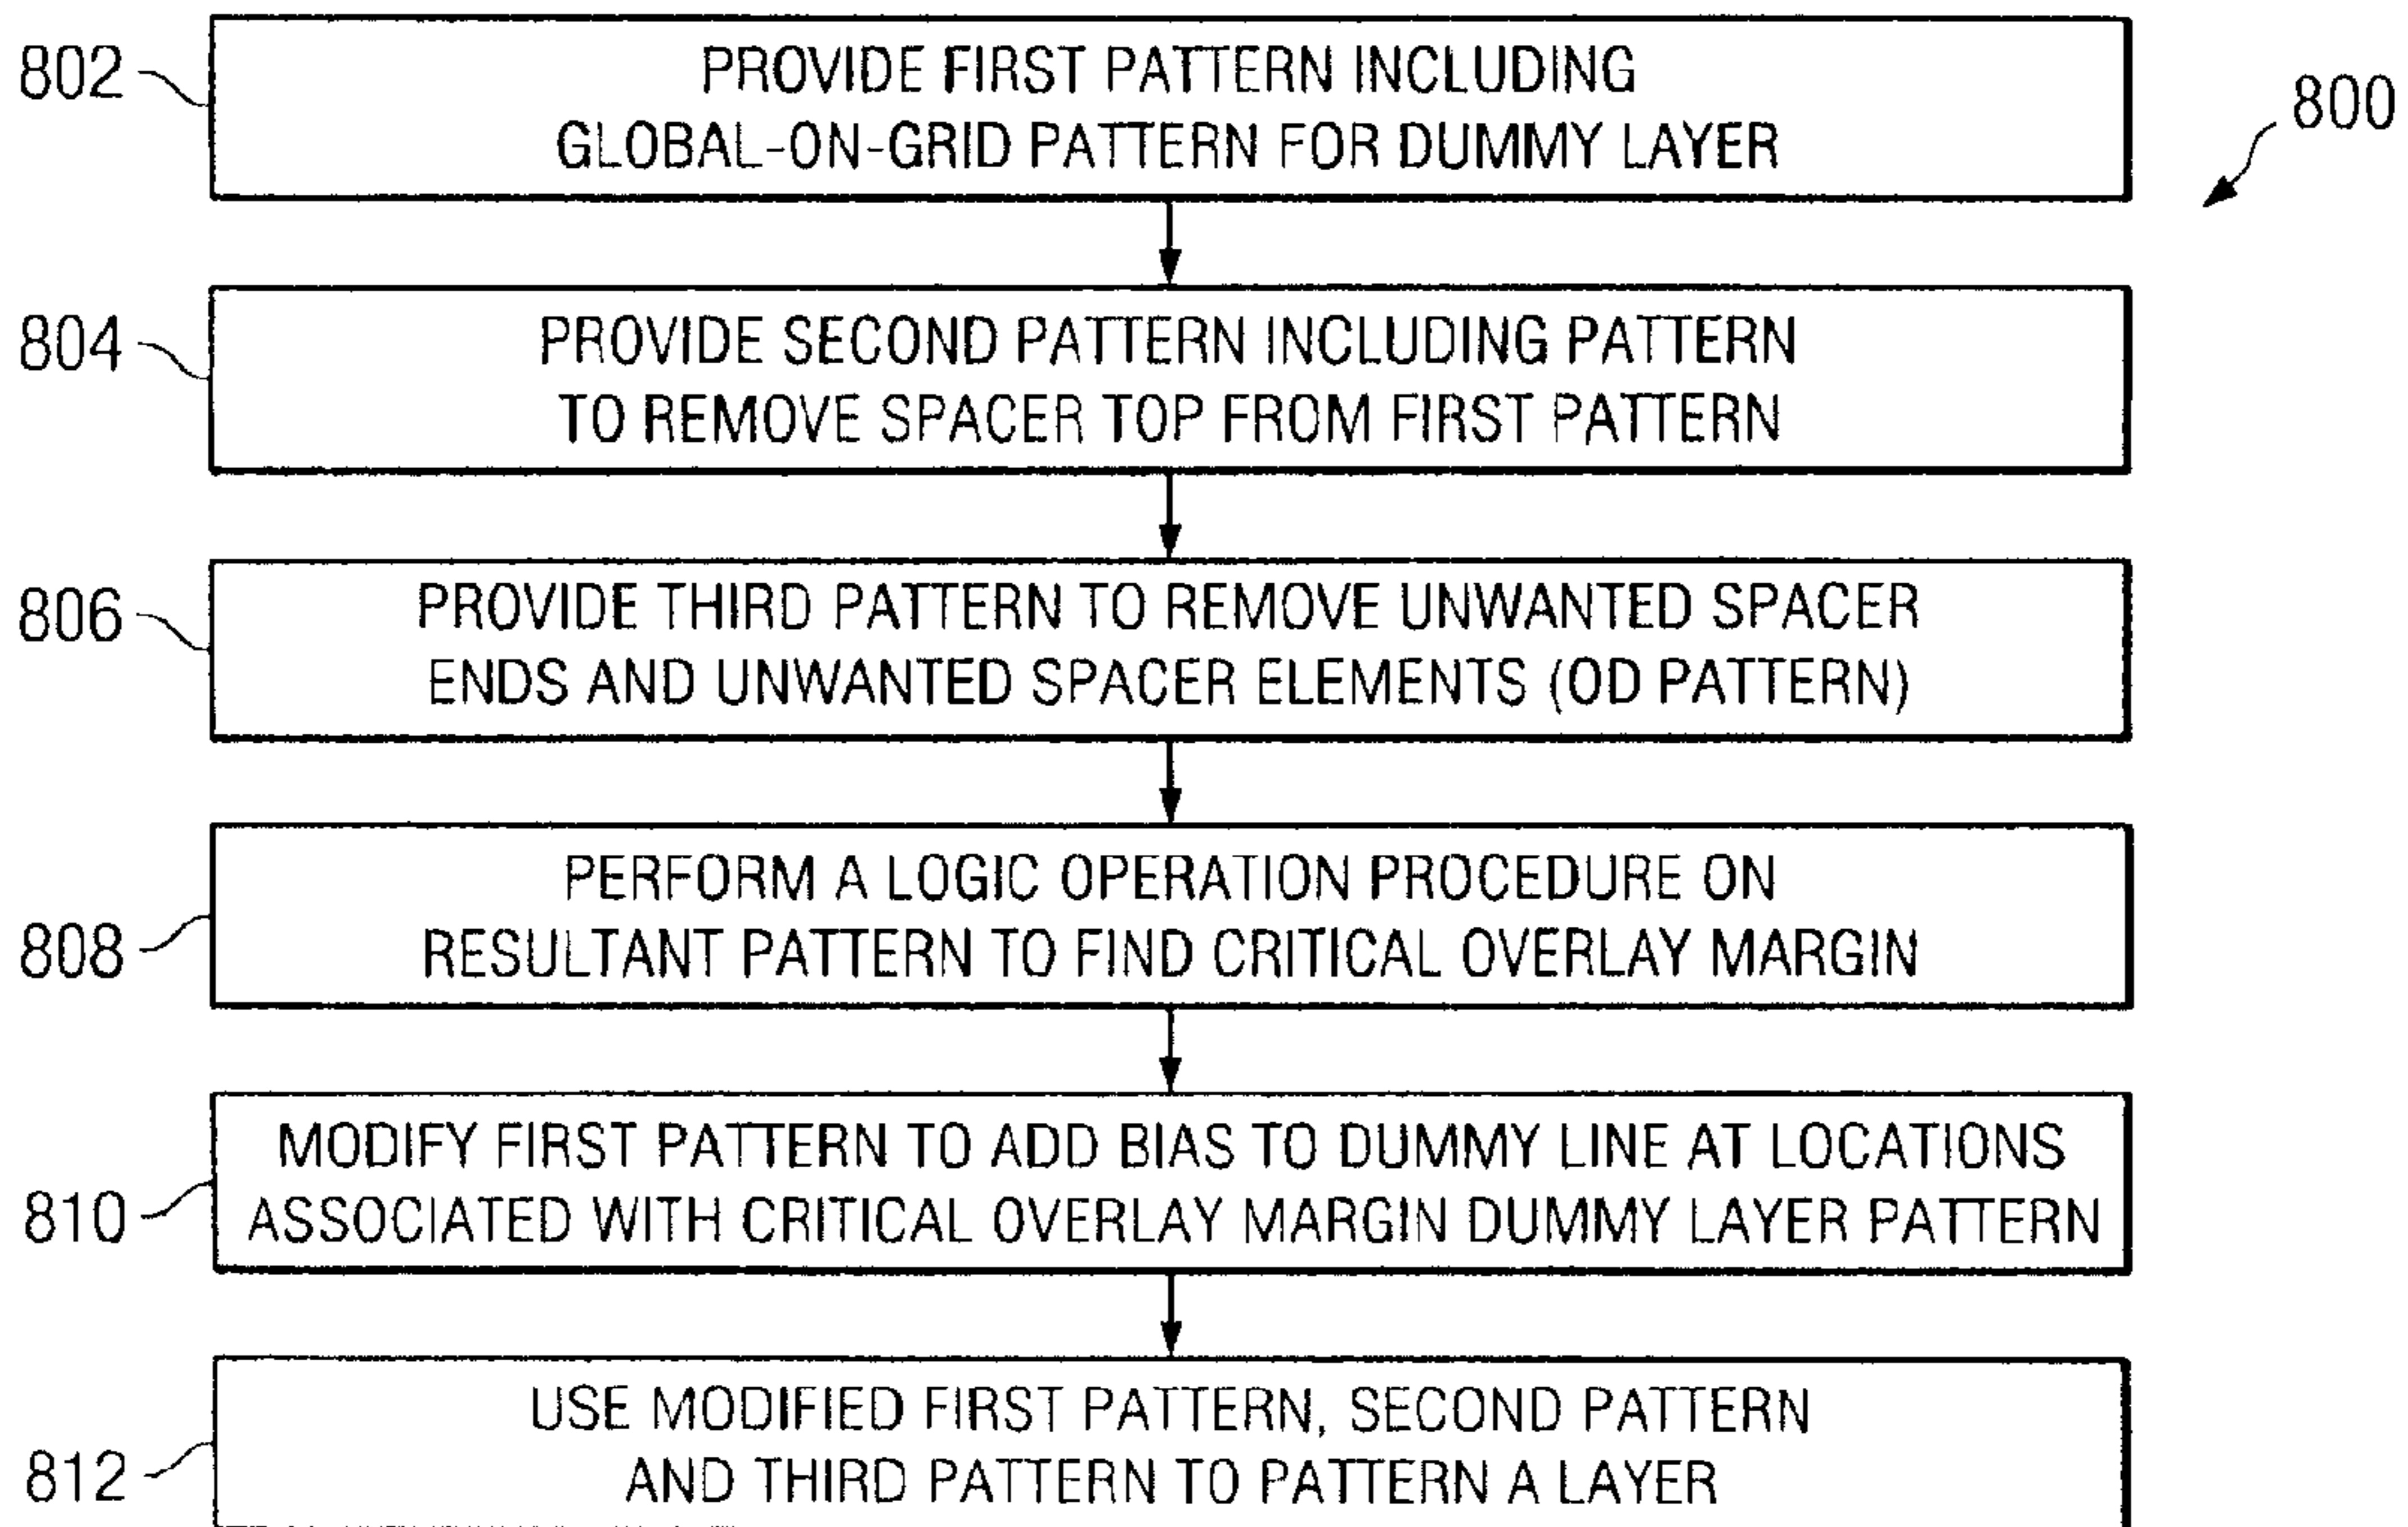 802
PROVIDE FIRST PATTERN INCLUDING
GLOBAL-ON-GRID PATTERN FOR DUMMY LAYER
800
804
PROVIDE SECOND PATTERN INCLUDING PATTERN
TO REMOVE SPACER TOP FROM FIRST PATTERN
806
PROVIDE THIRD PATTERN TO REMOVE UNWANTED SPACER
ENDS AND UNWANTED SPACER ELEMENTS (OD PATTERN)
808
PERFORM A LOGIC OPERATION PROCEDURE ON
RESULTANT PATTERN TO FIND CRITICAL OVERLAY MARGIN
810
MODIFY FIRST PATTERN TO ADD BIAS TO DUMMY LINE AT LOCATIONS
ASSOCIATED WITH CRITICAL OVERLAY MARGIN DUMMY LAYER PATTERN
812
USE MODIFIED FIRST PATTERN, SECOND PATTERN
AND THIRD PATTERN TO PATTERN A LAYER